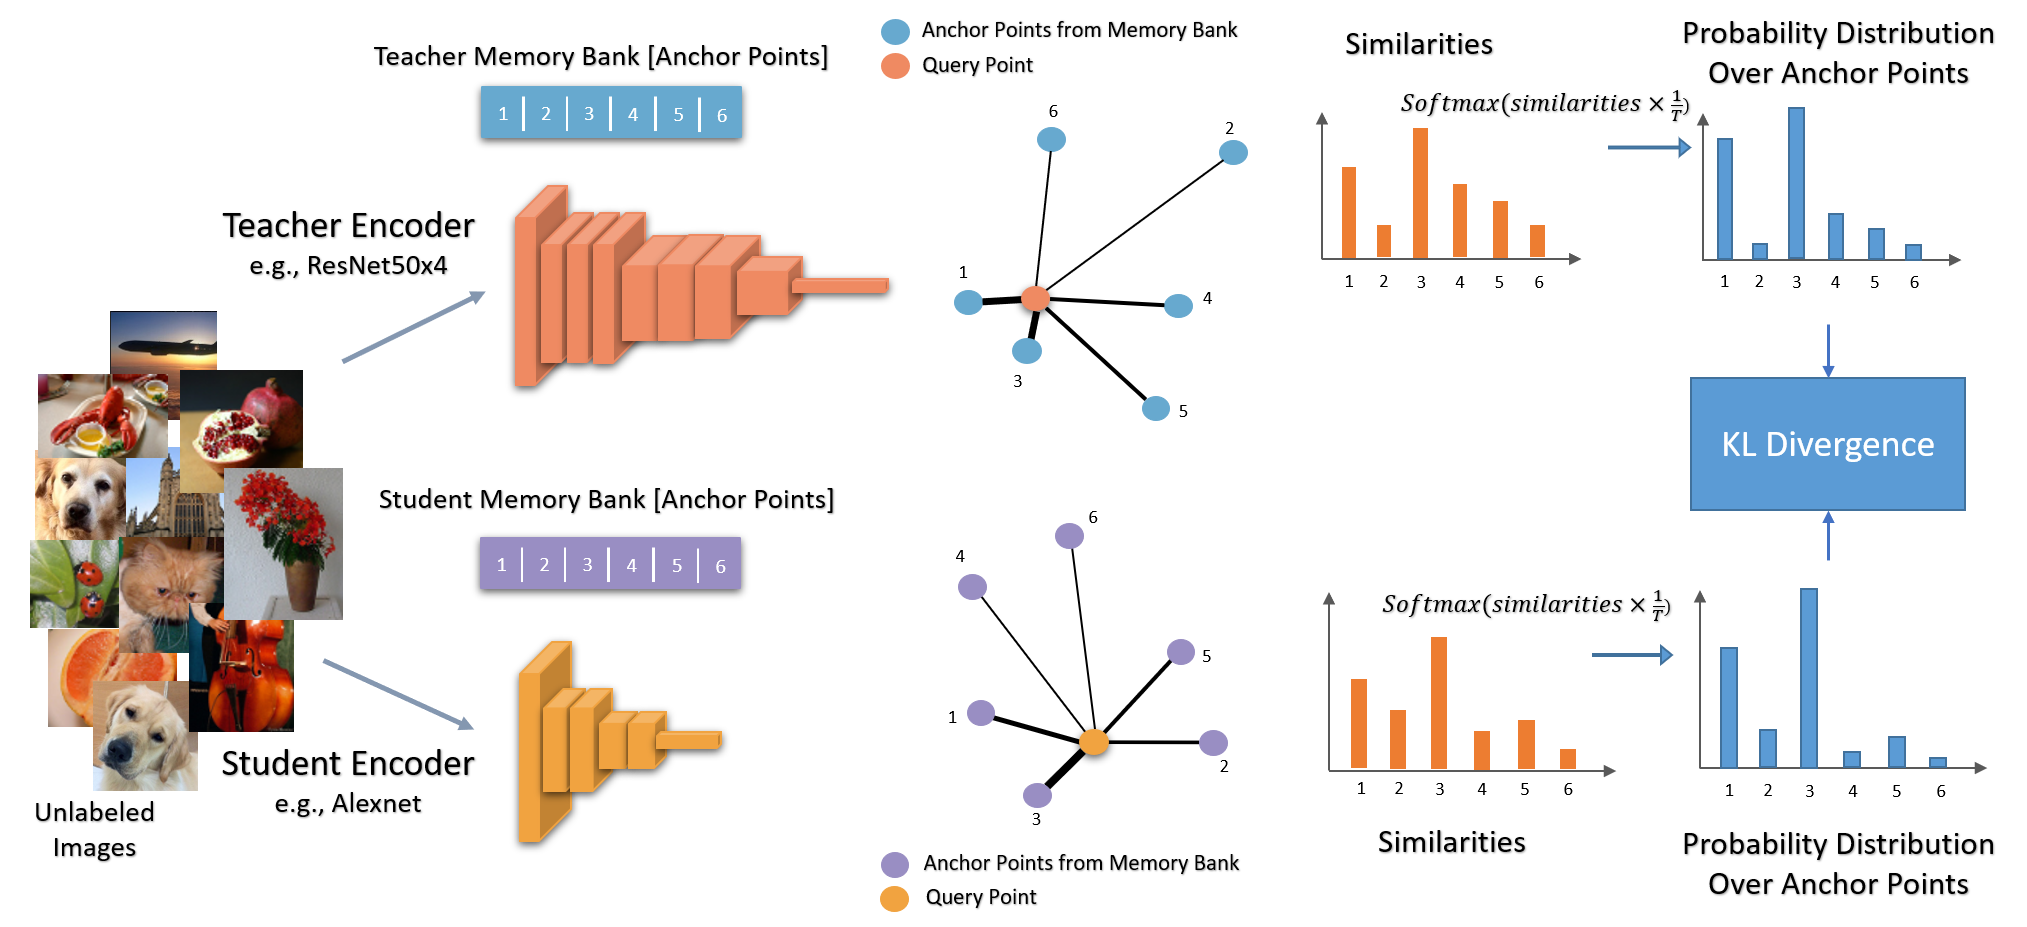 Teacher Memory Bank [Anchor Points]
1 2 3 4 5 6
Teacher Encoder
e.g., ResNet50x4
Anchor Points from Memory Bank
Query Point
6
2
1
4
3
5
Similarities
Softmax(similarities × 1/T)
1 2 3 4 5 6
Probability Distribution
Over Anchor Points
1 2 3 4 5 6
KL Divergence
Student Memory Bank [Anchor Points]
1 2 3 4 5 6
Student Encoder
e.g., Alexnet
Unlabeled
Images
6
4
5
1
2
3
Anchor Points from Memory Bank
Query Point
Softmax(similarities × 1/T)
1 2 3 4 5 6
Similarities
1 2 3 4 5 6
Probability Distribution
Over Anchor Points